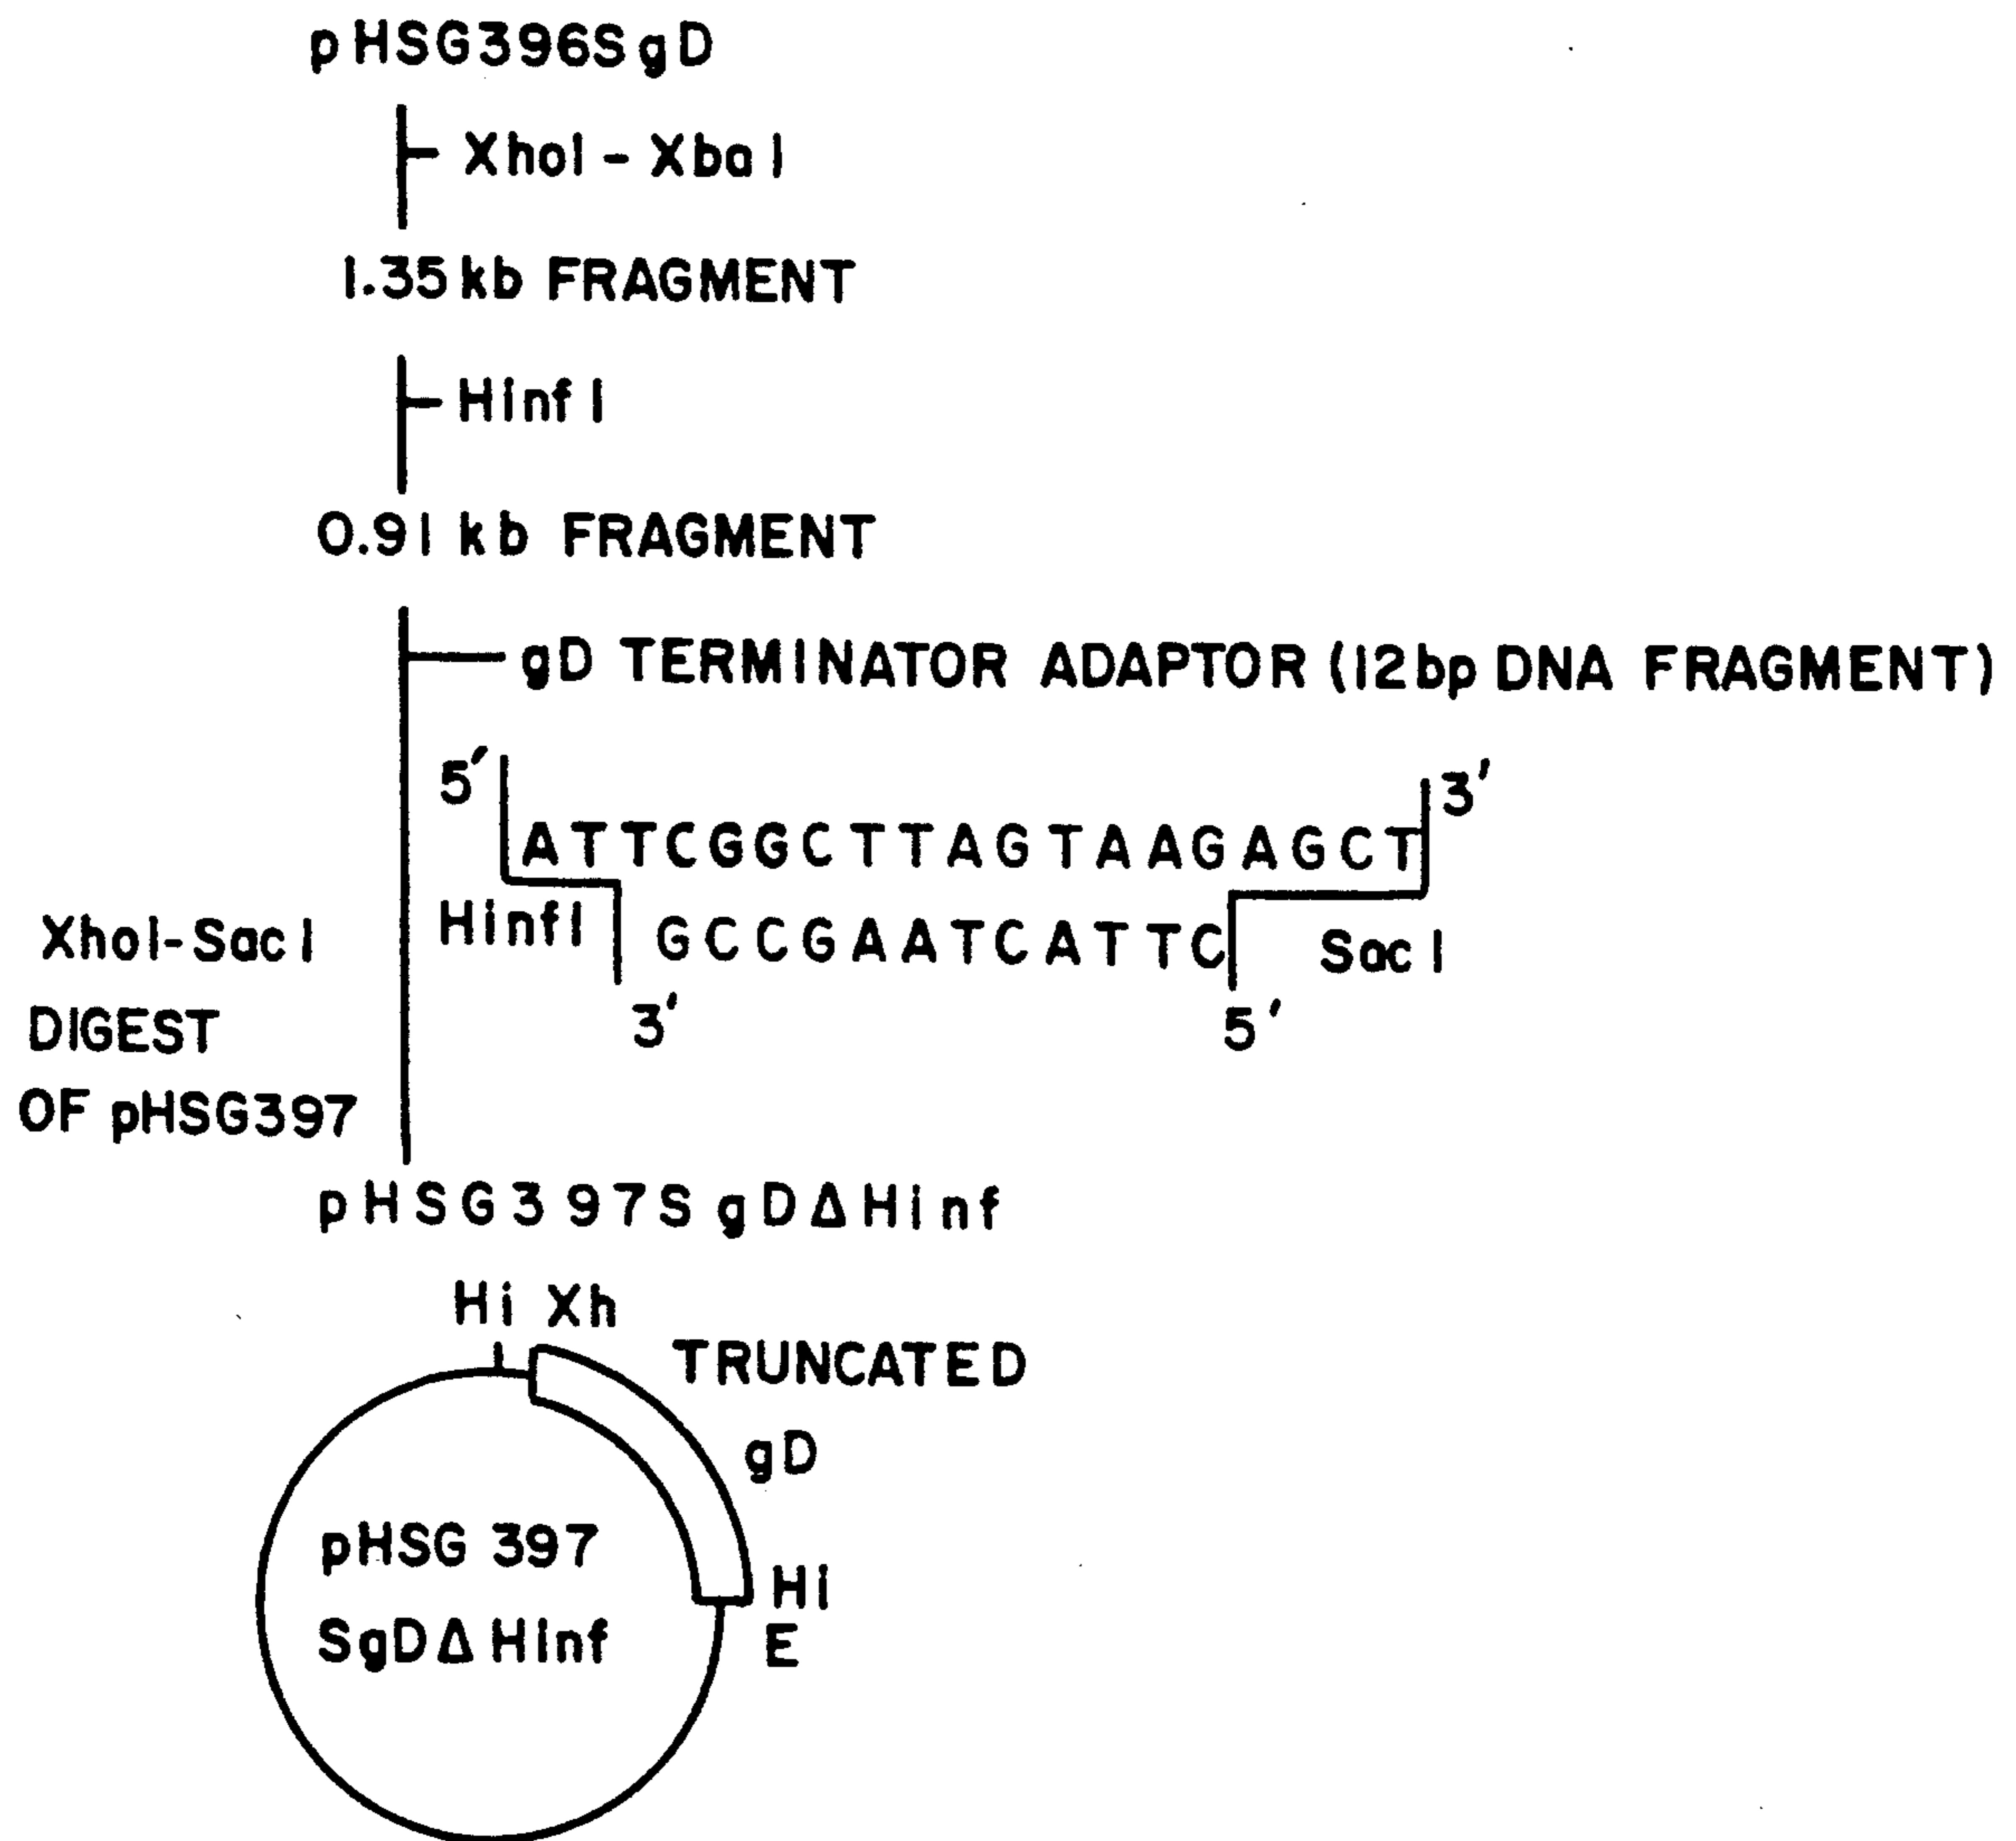 pHSG396SgD
XhoI - XbaI
1.35 kb FRAGMENT
HinfI
0.91 kb FRAGMENT
gD TERMINATOR ADAPTOR (12bp DNA FRAGMENT)
5′ 3′
ATTCGGCTTAGTAAGAGCT
HinfI GCCGAATCATTC SacI
3′ 5′
XhoI-SacI
DIGEST
OF pHSG397
pHSG397SgDΔHinf
Hi Xh
TRUNCATED
gD
Hi
E
pHSG 397
SgDΔHinf